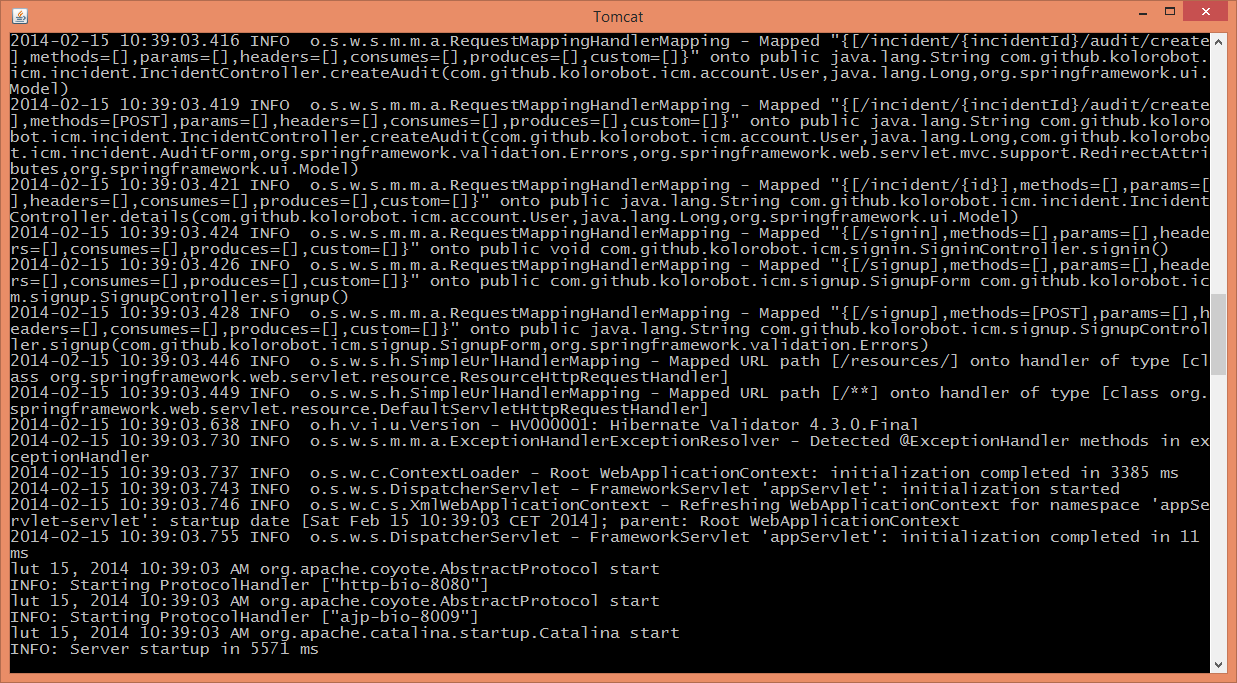 Tomcat
2014-02-15 10:39:03.416 INFO  o.s.w.s.m.m.a.RequestMappingHandlerMapping - Mapped "{[/incident/{incidentId}/audit/create
],methods=[],params=[],headers=[],consumes=[],produces=[],custom=[]}" onto public java.lang.String com.github.kolorobot.
icm.incident.IncidentController.createAudit(com.github.kolorobot.icm.account.User,java.lang.Long,org.springframework.ui.
Model)
2014-02-15 10:39:03.419 INFO  o.s.w.s.m.m.a.RequestMappingHandlerMapping - Mapped "{[/incident/{incidentId}/audit/create
],methods=[POST],params=[],headers=[],consumes=[],produces=[],custom=[]}" onto public java.lang.String com.github.koloro
bot.icm.incident.IncidentController.createAudit(com.github.kolorobot.icm.account.User,java.lang.Long,com.github.kolorobo
t.icm.incident.AuditForm,org.springframework.validation.Errors,org.springframework.web.servlet.mvc.support.RedirectAttri
butes,org.springframework.ui.Model)
2014-02-15 10:39:03.421 INFO  o.s.w.s.m.m.a.RequestMappingHandlerMapping - Mapped "{[/incident/{id}],methods=[],params=[
],headers=[],consumes=[],produces=[],custom=[]}" onto public java.lang.String com.github.kolorobot.icm.incident.Incident
Controller.details(com.github.kolorobot.icm.account.User,java.lang.Long,org.springframework.ui.Model)
2014-02-15 10:39:03.424 INFO  o.s.w.s.m.m.a.RequestMappingHandlerMapping - Mapped "{[/signin],methods=[],params=[],heade
rs=[],consumes=[],produces=[],custom=[]}" onto public void com.github.kolorobot.icm.signin.SigninController.signin()
2014-02-15 10:39:03.426 INFO  o.s.w.s.m.m.a.RequestMappingHandlerMapping - Mapped "{[/signup],methods=[],params=[],heade
rs=[],consumes=[],produces=[],custom=[]}" onto public com.github.kolorobot.icm.signup.SignupForm com.github.kolorobot.ic
m.signup.SignupController.signup()
2014-02-15 10:39:03.428 INFO  o.s.w.s.m.m.a.RequestMappingHandlerMapping - Mapped "{[/signup],methods=[POST],params=[],h
eaders=[],consumes=[],produces=[],custom=[]}" onto public java.lang.String com.github.kolorobot.icm.signup.SignupControl
ler.signup(com.github.kolorobot.icm.signup.SignupForm,org.springframework.validation.Errors)
2014-02-15 10:39:03.446 INFO  o.s.w.s.h.SimpleUrlHandlerMapping - Mapped URL path [/resources/] onto handler of type [cl
ass org.springframework.web.servlet.resource.ResourceHttpRequestHandler]
2014-02-15 10:39:03.449 INFO  o.s.w.s.h.SimpleUrlHandlerMapping - Mapped URL path [/**] onto handler of type [class org.
springframework.web.servlet.resource.DefaultServletHttpRequestHandler]
2014-02-15 10:39:03.638 INFO  o.h.v.i.u.Version - HV000001: Hibernate Validator 4.3.0.Final
2014-02-15 10:39:03.730 INFO  o.s.w.s.m.m.a.ExceptionHandlerExceptionResolver - Detected @ExceptionHandler methods in ex
ceptionHandler
2014-02-15 10:39:03.737 INFO  o.s.w.c.ContextLoader - Root WebApplicationContext: initialization completed in 3385 ms
2014-02-15 10:39:03.743 INFO  o.s.w.s.DispatcherServlet - FrameworkServlet 'appServlet': initialization started
2014-02-15 10:39:03.746 INFO  o.s.w.c.s.XmlWebApplicationContext - Refreshing WebApplicationContext for namespace 'appSe
rvlet-servlet': startup date [Sat Feb 15 10:39:03 CET 2014]; parent: Root WebApplicationContext
2014-02-15 10:39:03.755 INFO  o.s.w.s.DispatcherServlet - FrameworkServlet 'appServlet': initialization completed in 11
ms
lut 15, 2014 10:39:03 AM org.apache.coyote.AbstractProtocol start
INFO: Starting ProtocolHandler ["http-bio-8080"]
lut 15, 2014 10:39:03 AM org.apache.coyote.AbstractProtocol start
INFO: Starting ProtocolHandler ["ajp-bio-8009"]
lut 15, 2014 10:39:03 AM org.apache.catalina.startup.Catalina start
INFO: Server startup in 5571 ms